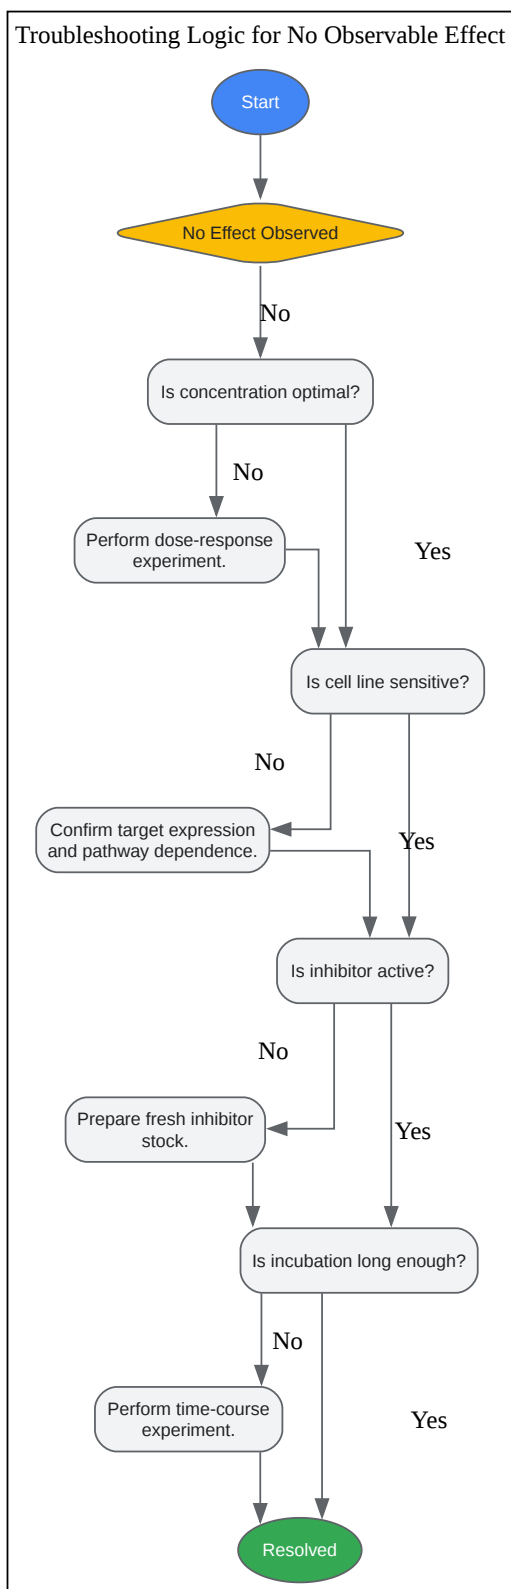 Troubleshooting Logic for No Observable Effect
Start
No Effect Observed
No
Is concentration optimal?
No
Perform dose-response
experiment.
Yes
Is cell line sensitive?
No
Confirm target expression
and pathway dependence.
Yes
Is inhibitor active?
No
Prepare fresh inhibitor
stock.
Yes
Is incubation long enough?
No
Perform time-course
experiment.
Yes
Resolved